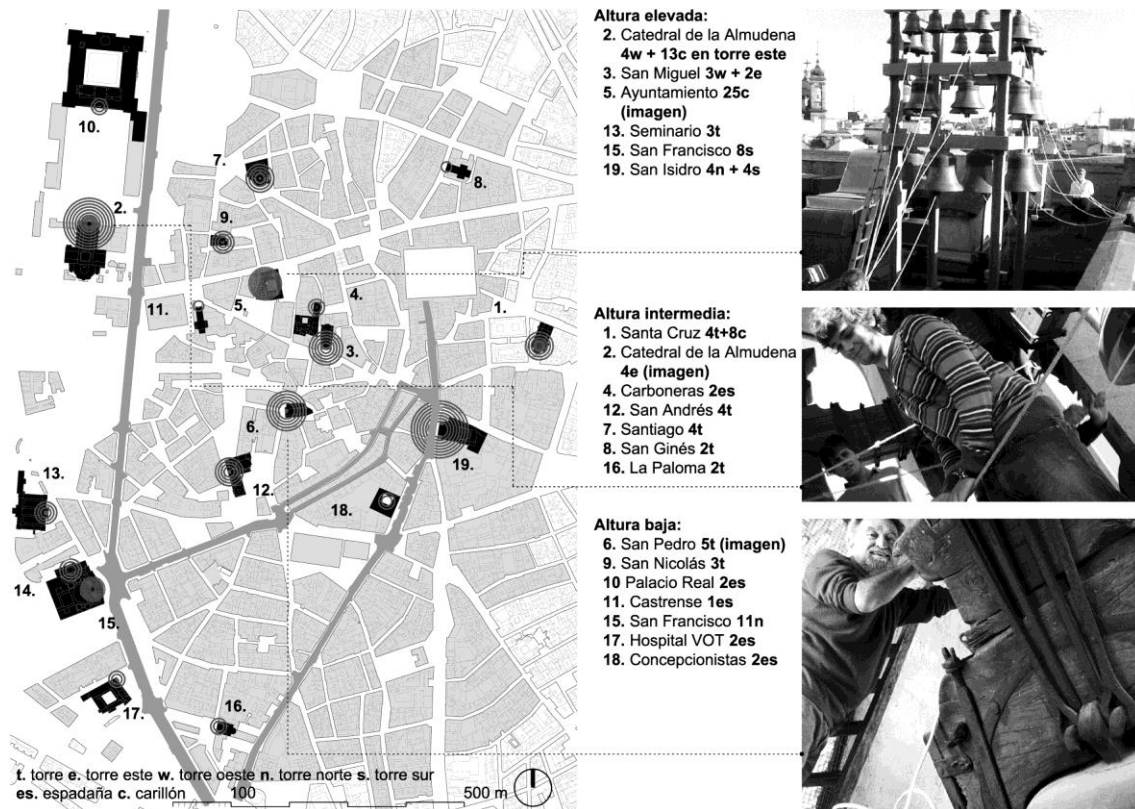 10.
7.
8.
2.
9.
11.
5.
4.
1.
3.
6.
12.
19.
13.
18.
14.
15.
17.
16.
t. torre e. torre este w. torre oeste n. torre norte s. torre sur
es. espadaña c. carillón
100
500 m
Altura elevada:
2. Catedral de la Almudena
4w + 13c en torre este
3. San Miguel 3w + 2e
5. Ayuntamiento 25c
(imagen)
13. Seminario 3t
15. San Francisco 8s
19. San Isidro 4n + 4s
Altura intermedia:
1. Santa Cruz 4t+8c
2. Catedral de la Almudena
4e (imagen)
4. Carboneras 2es
12. San Andrés 4t
7. Santiago 4t
8. San Ginés 2t
16. La Paloma 2t
Altura baja:
6. San Pedro 5t (imagen)
9. San Nicolás 3t
10 Palacio Real 2es
11. Castrense 1es
15. San Francisco 11n
17. Hospital VOT 2es
18. Concepcionistas 2es